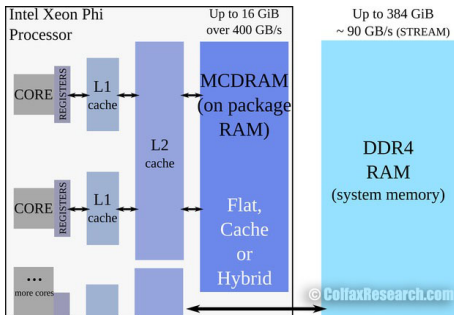 Intel Xeon Phi
Processor
Up to 16 GiB
over 400 GB/s
Up to 384 GiB
~ 90 GB/s (STREAM)
CORE
REGISTERS
L1
cache
L2
cache
MCDRAM
(on package
RAM)
DDR4
RAM
(system memory)
CORE
REGISTERS
L1
cache
Flat,
Cache
or
Hybrid
...
more cores
© ColfaxResearch.com